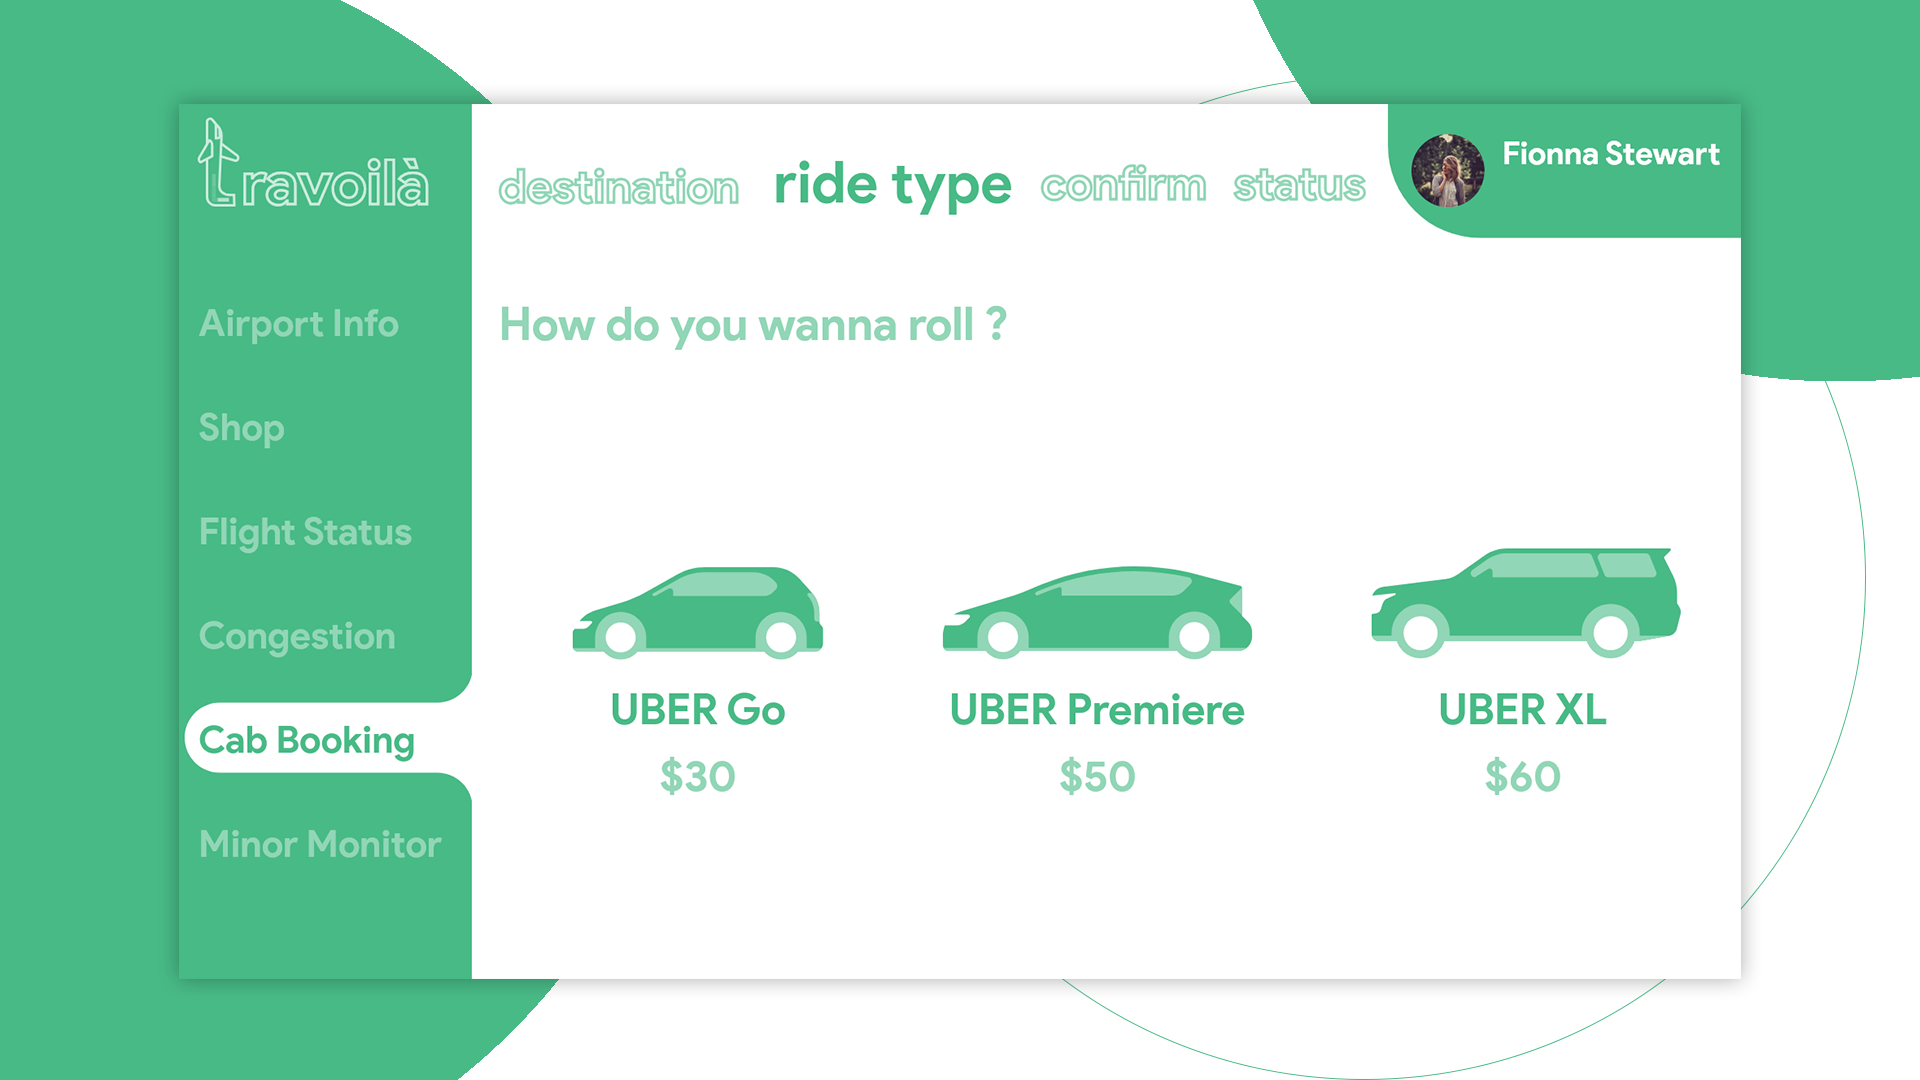 travoilà
destination ride type confirm status
Fionna Stewart
Airport Info
Shop
Flight Status
Congestion
Cab Booking
Minor Monitor
How do you wanna roll ?
UBER Go
$30
UBER Premiere
$50
UBER XL
$60